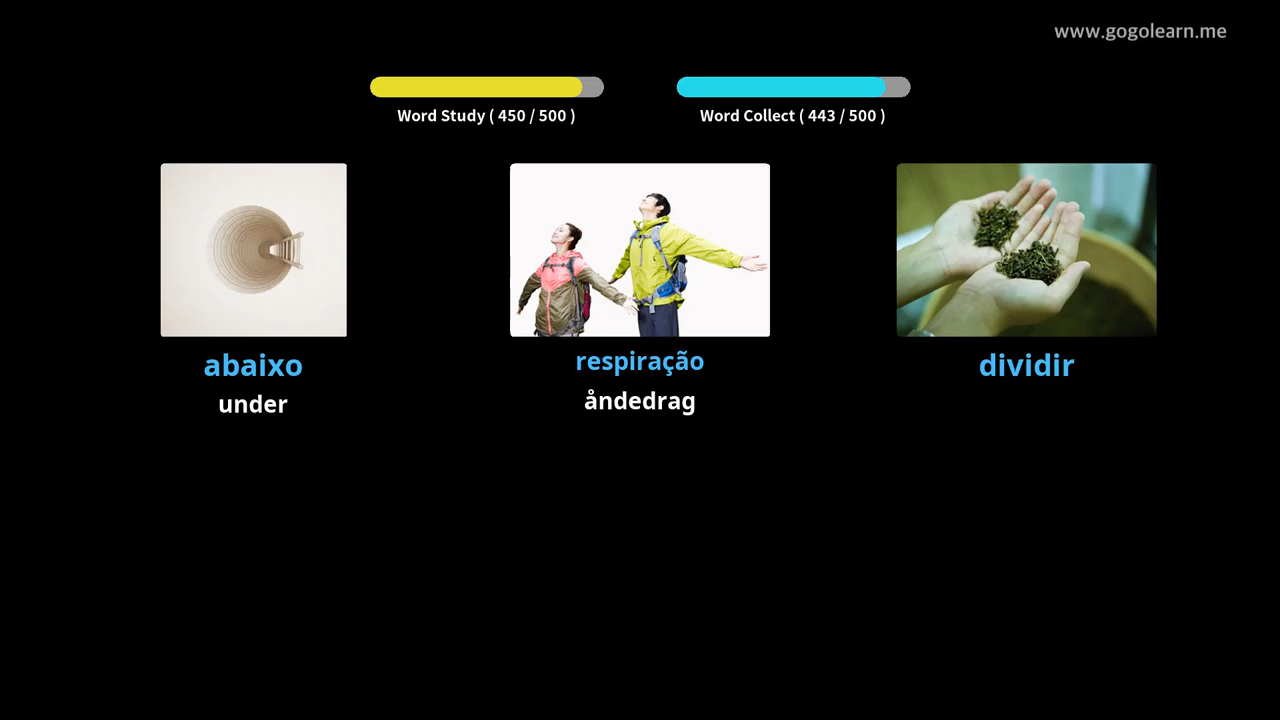 www.gogolearn.me
Word Study ( 450 / 500 )
Word Collect ( 443 / 500 )
abaixo
under
respiração
åndedrag
dividir